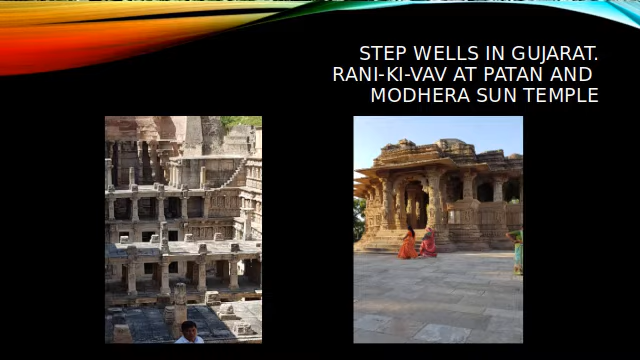 STEP WELLS IN GUJARAT.
RANI-KI-VAV AT PATAN AND
MODHERA SUN TEMPLE